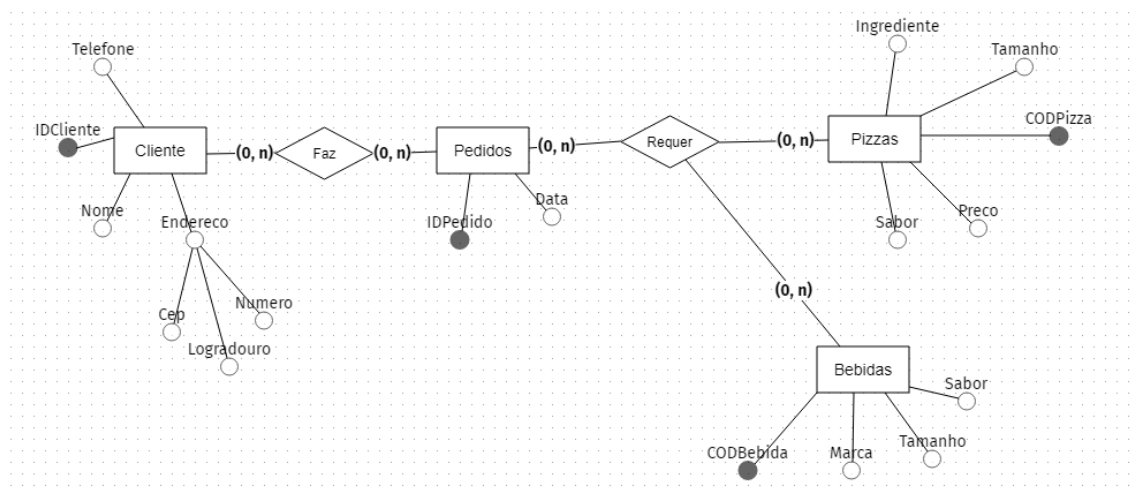 Telefone
IDCliente
Cliente
Nome
Endereco
Cep
Logradouro
Numero
(0, n)
Faz
(0, n)
Pedidos
IDPedido
Data
(0, n)
Requer
(0, n)
Pizzas
Ingrediente
Tamanho
CODPizza
Sabor
Preco
(0, n)
Bebidas
Sabor
Tamanho
Marca
CODBebida